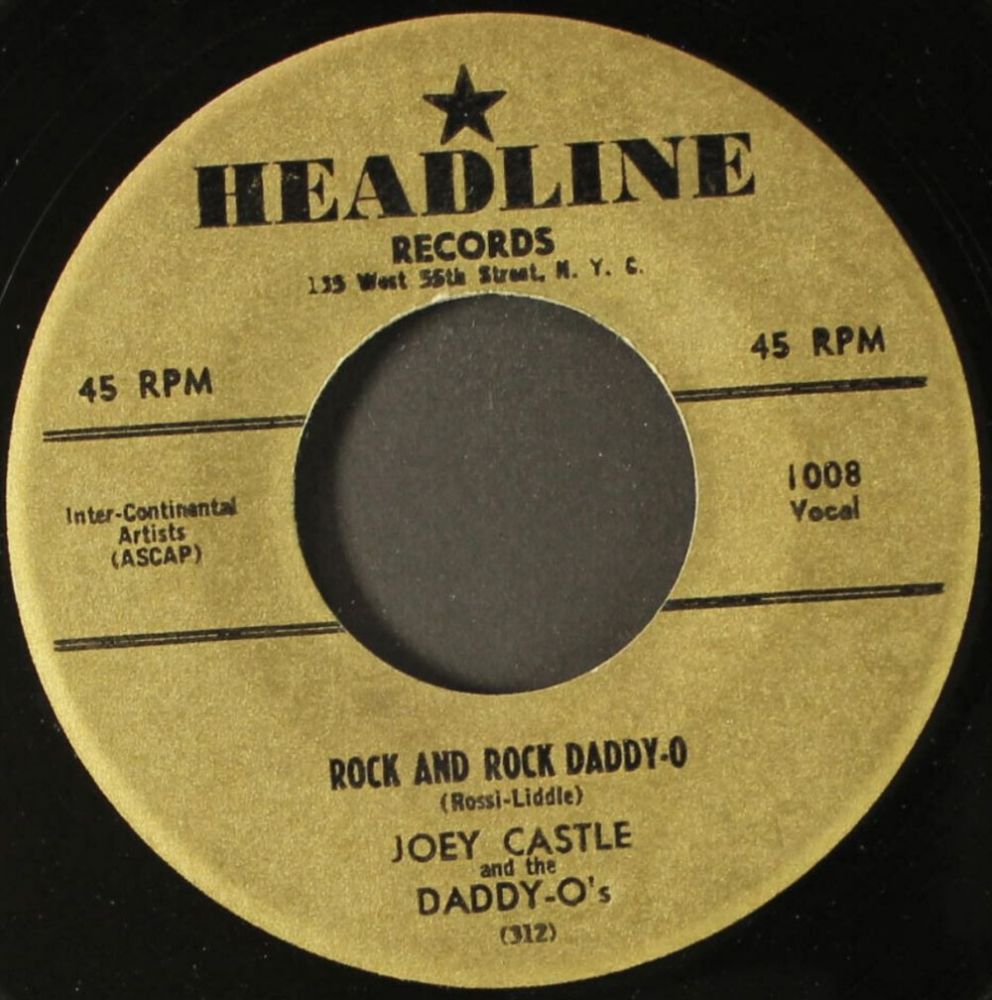 HEADLINE
RECORDS
135 West 55th Street, N. Y. C.
45 RPM
45 RPM
Inter-Continental
Artists
(ASCAP)
1008
Vocal
ROCK AND ROCK DADDY-O
(Rossi-Liddle)
JOEY CASTLE
and the
DADDY-O's
(312)